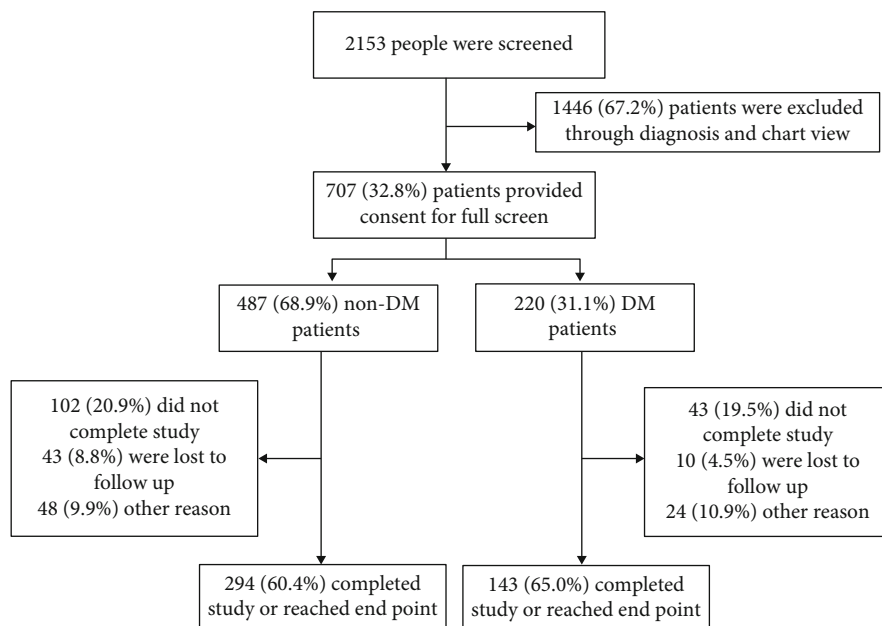 2153 people were screened
1446 (67.2%) patients were excluded
through diagnosis and chart view
707 (32.8%) patients provided
consent for full screen
487 (68.9%) non-DM
patients
220 (31.1%) DM
patients
102 (20.9%) did not
complete study
43 (8.8%) were lost to
follow up
48 (9.9%) other reason
43 (19.5%) did not
complete study
10 (4.5%) were lost to
follow up
24 (10.9%) other reason
294 (60.4%) completed
study or reached end point
143 (65.0%) completed
study or reached end point